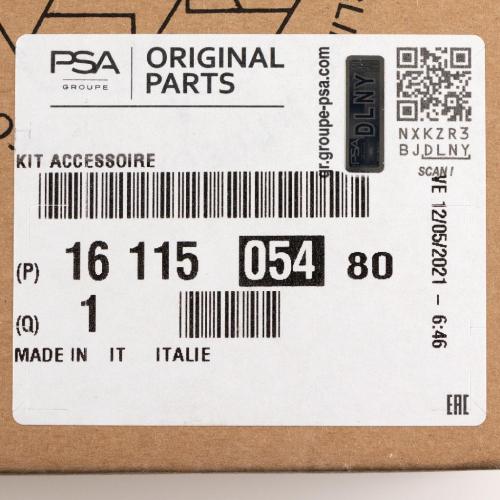 PSA
GROUPE
ORIGINAL
PARTS
gr.groupe-psa.com
PSA DLNY
NXKZR3
BJDLNY
SCAN!
KIT ACCESSOIRE
VE 12/05/2021 - 6:46
(P) 16 115 054 80
(Q) 1
MADE IN IT ITALIE
EAC